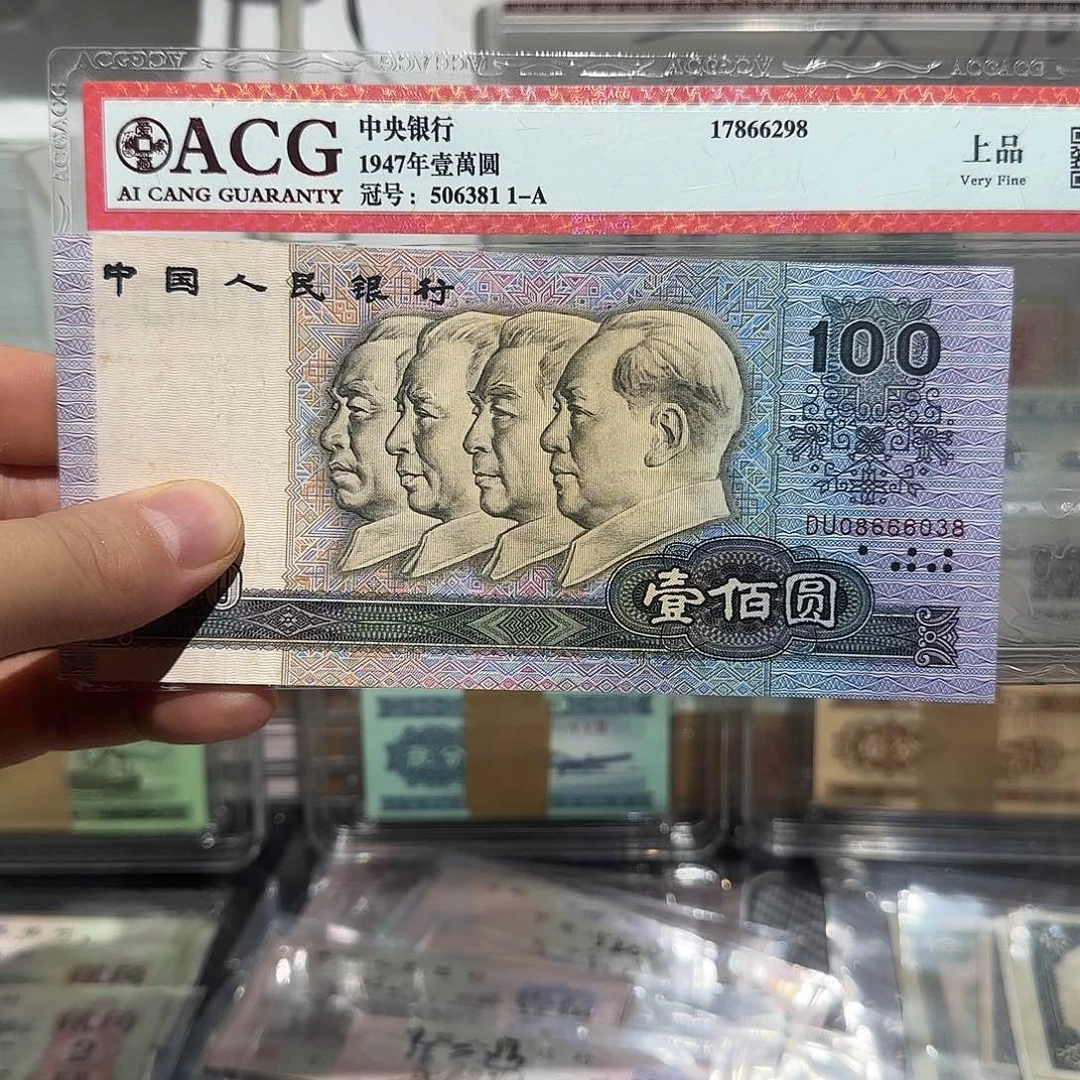 ACG
AI CANG GUARANTY
中央银行
1947年壹萬圆
冠号： 506381 1-A
17866298
上品
Very Fine
中国人民银行
100
DU08666038
壹佰圆